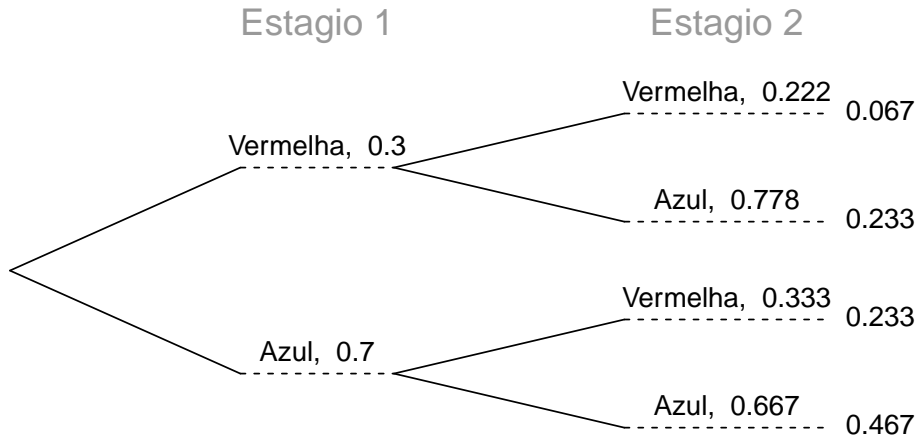 Estagio 1
Estagio 2
Vermelha, 0.222
0.067
Vermelha, 0.3
Azul, 0.778
0.233
Vermelha, 0.333
0.233
Azul, 0.7
Azul, 0.667
0.467